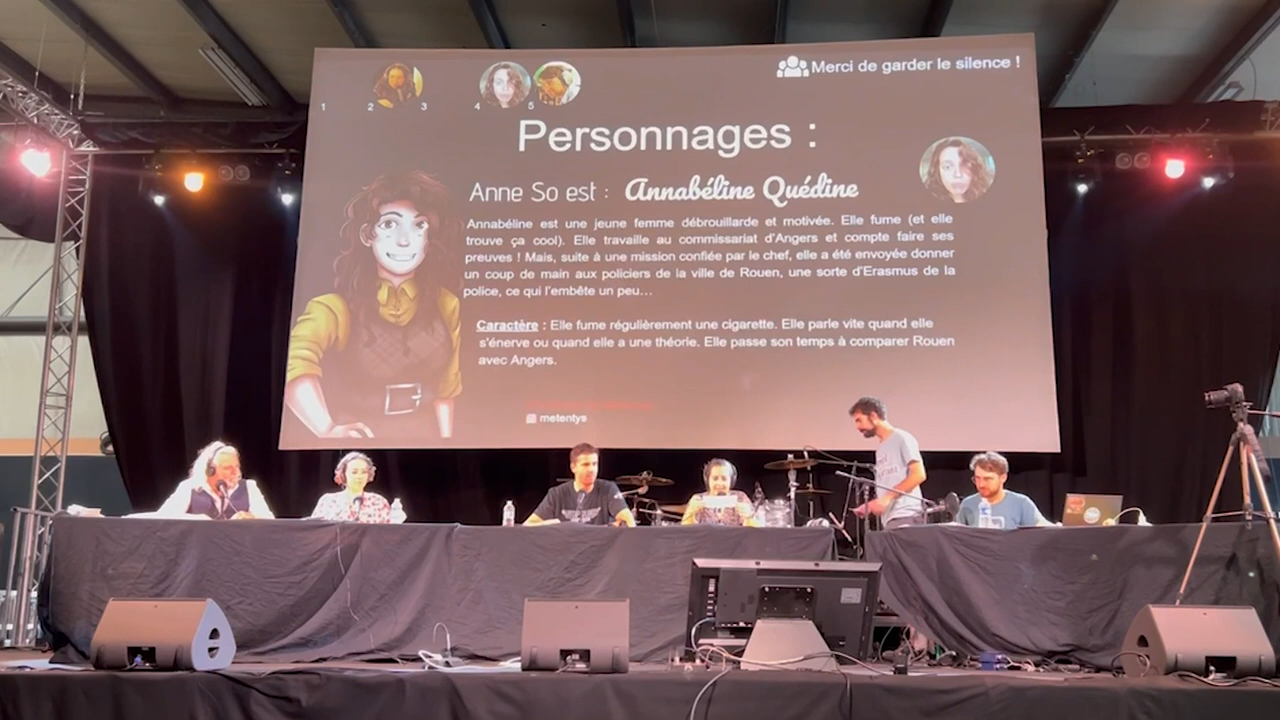 Merci de garder le silence !
1 2 3 4 5
Personnages :
Anne So est : Annabéline Quédine
Annabéline est une jeune femme débrouillarde et motivée. Elle fume (et elle
trouve ça cool). Elle travaille au commissariat d'Angers et compte faire ses
preuves ! Mais, suite à une mission confiée par le chef, elle a été envoyée donner
un coup de main aux policiers de la ville de Rouen, une sorte d'Erasmus de la
police, ce qui l'embête un peu…
Caractère : Elle fume régulièrement une cigarette. Elle parle vite quand elle
s'énerve ou quand elle a une théorie. Elle passe son temps à comparer Rouen
avec Angers.
metentys